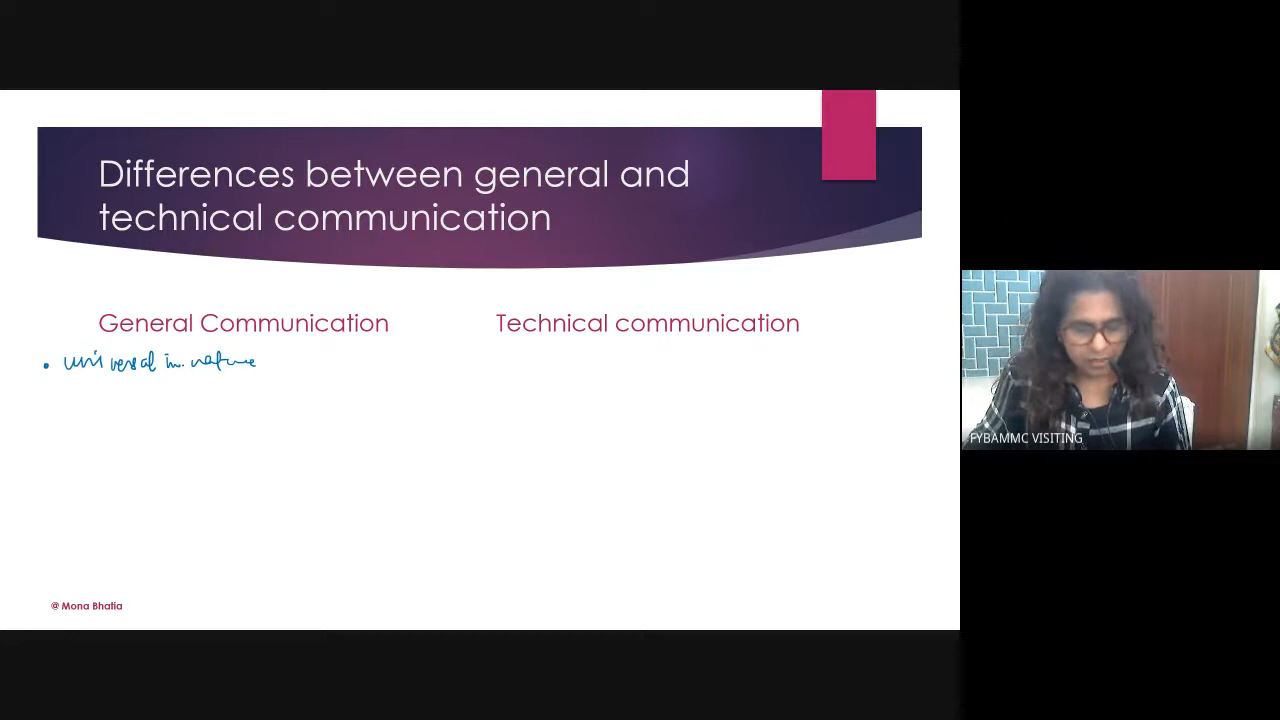 Differences between general and
technical communication
General Communication
Technical communication
• universal in nature
@ Mona Bhatia
FYBAMMC VISITING